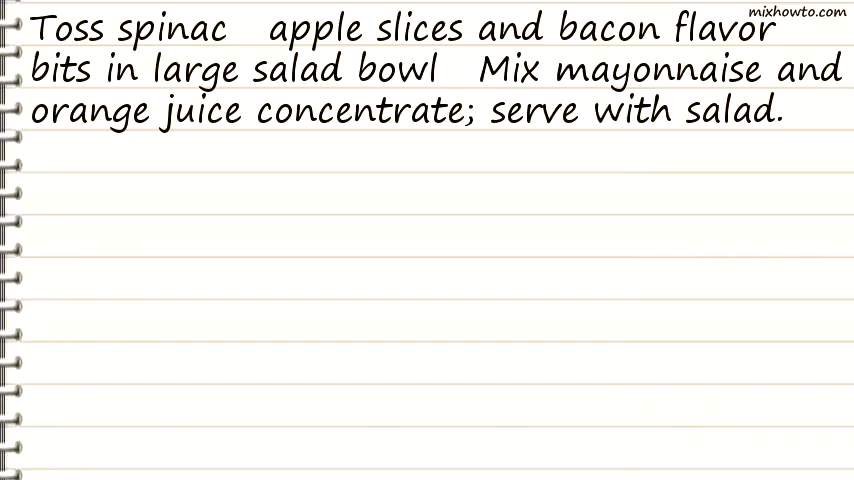 mixhowto.com
Toss spinac apple slices and bacon flavor
bits in large salad bowl Mix mayonnaise and
orange juice concentrate; serve with salad.